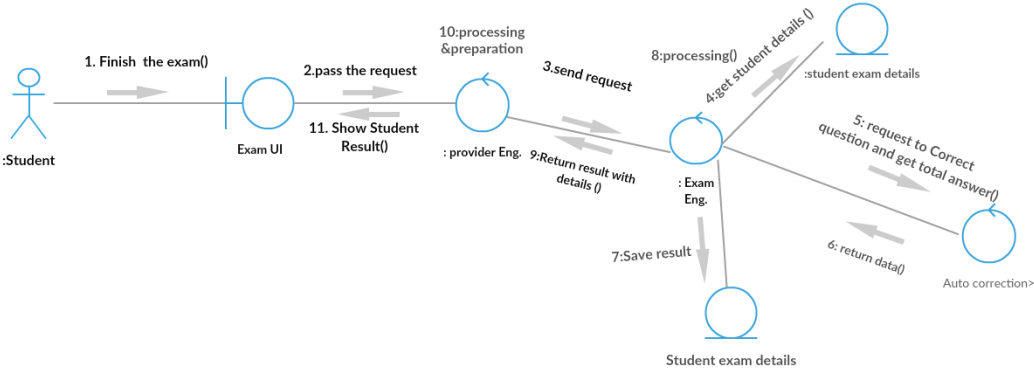 1. Finish the exam()
:Student
Exam UI
2.pass the request
11. Show Student
Result()
10:processing
&preparation
: provider Eng.
3.send request
9:Return result with
details ()
8:processing()
: Exam
Eng.
4:get student details ()
:student exam details
5: request to Correct
question and get total answer()
6: return data()
Auto correction>
7:Save result
Student exam details